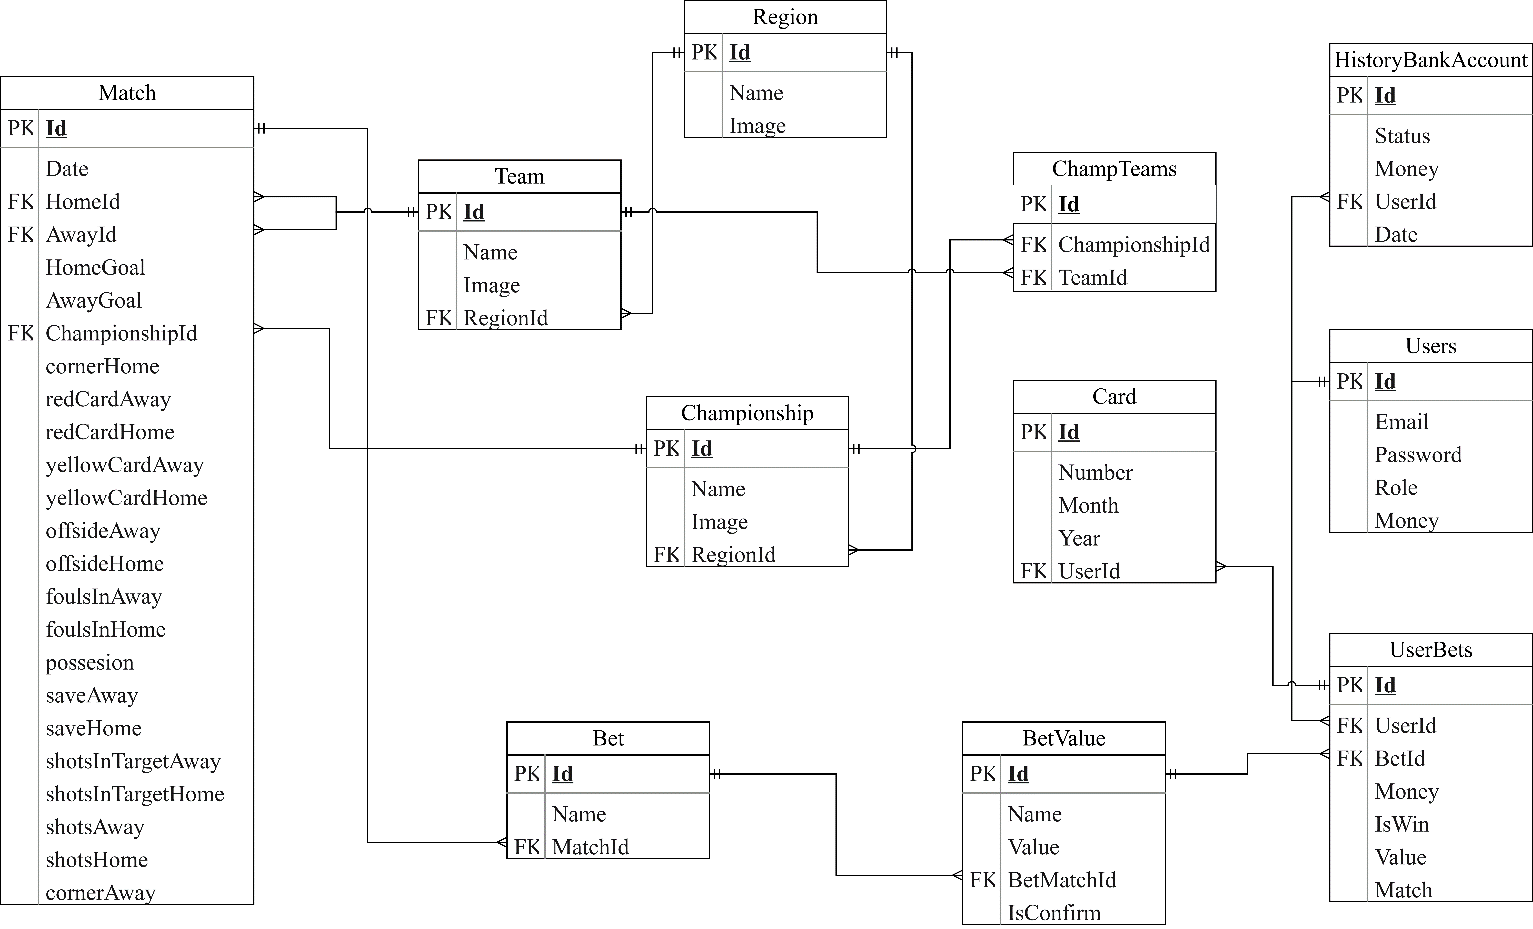 Match
PK Id
Date
FK HomeId
FK AwayId
HomeGoal
AwayGoal
FK ChampionshipId
cornerHome
redCardAway
redCardHome
yellowCardAway
yellowCardHome
offsideAway
offsideHome
foulsInAway
foulsInHome
possesion
saveAway
saveHome
shotsInTargetAway
shotsInTargetHome
shotsAway
shotsHome
cornerAway
Team
PK Id
Name
Image
FK RegionId
Region
PK Id
Name
Image
Championship
PK Id
Name
Image
FK RegionId
Bet
PK Id
Name
FK MatchId
ChampTeams
PK Id
FK ChampionshipId
FK TeamId
Card
PK Id
Number
Month
Year
FK UserId
BetValue
PK Id
Name
Value
FK BetMatchId
IsConfirm
HistoryBankAccount
PK Id
Status
Money
FK UserId
Date
Users
PK Id
Email
Password
Role
Money
UserBets
PK Id
FK UserId
FK BetId
Money
IsWin
Value
Match